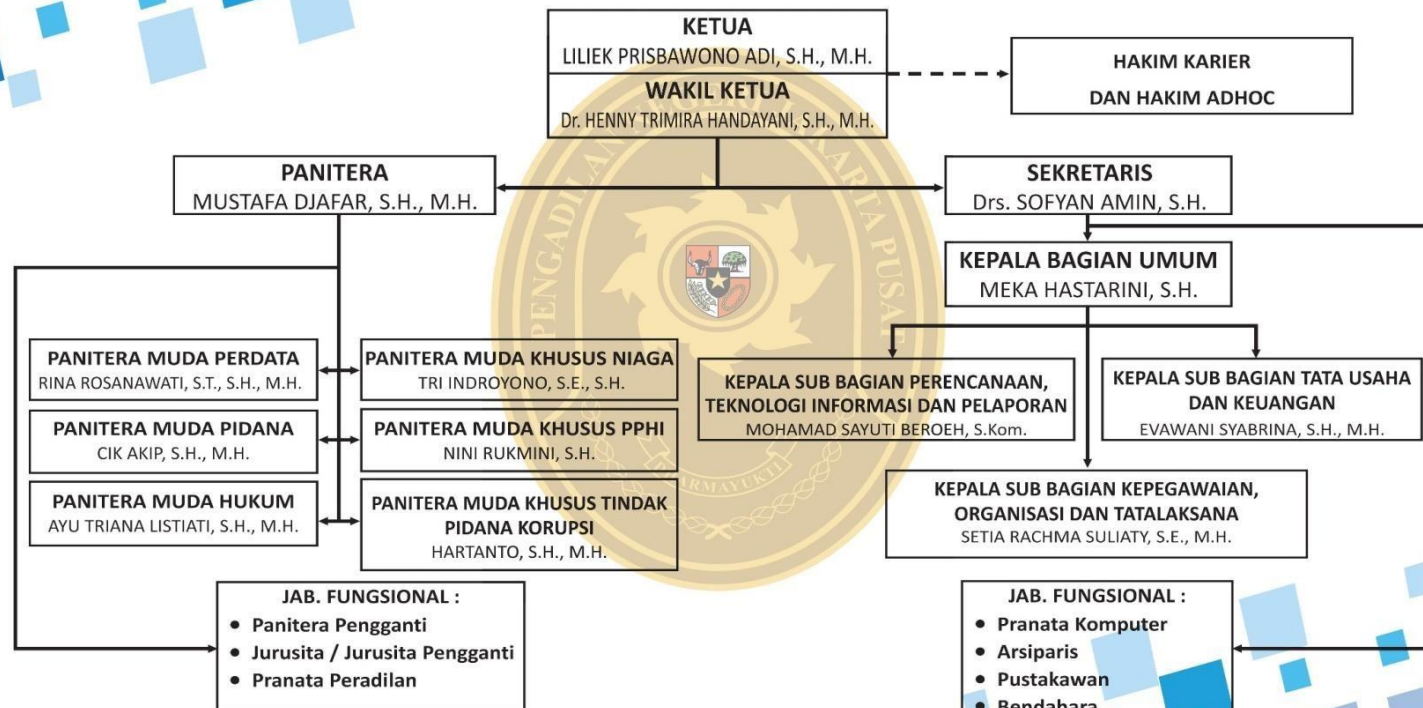 KETUA
LILIEK PRISBAWONO ADI, S.H., M.H.
WAKIL KETUA
Dr. HENNY TRIMIRA HANDAYANI, S.H., M.H.
HAKIM KARIER
DAN HAKIM ADHOC
PANITERA
MUSTAFA DJAFAR, S.H., M.H.
SEKRETARIS
Drs. SOFYAN AMIN, S.H.
KEPALA BAGIAN UMUM
MEKA HASTARINI, S.H.
PENGADILAN NEGERI JAKARTA PUSAT
PANITERA MUDA PERDATA
RINA ROSANAWATI, S.T., S.H., M.H.
PANITERA MUDA KHUSUS NIAGA
TRI INDROYONO, S.E., S.H.
PANITERA MUDA PIDANA
CIK AKIP, S.H., M.H.
PANITERA MUDA KHUSUS PPHI
NINI RUKMINI, S.H.
PANITERA MUDA HUKUM
AYU TRIANA LISTIATI, S.H., M.H.
PANITERA MUDA KHUSUS TINDAK
PIDANA KORUPSI
HARTANTO, S.H., M.H.
KEPALA SUB BAGIAN PERENCANAAN,
TEKNOLOGI INFORMASI DAN PELAPORAN
MOHAMAD SAYUTI BEROEH, S.Kom.
KEPALA SUB BAGIAN TATA USAHA
DAN KEUANGAN
EVAWANI SYABRINA, S.H., M.H.
KEPALA SUB BAGIAN KEPEGAWAIAN,
ORGANISASI DAN TATALAKSANA
SETIA RACHMA SULIATY, S.E., M.H.
JAB. FUNGSIONAL :
• Panitera Pengganti
• Jurusita / Jurusita Pengganti
• Pranata Peradilan
JAB. FUNGSIONAL :
• Pranata Komputer
• Arsiparis
• Pustakawan
• Bendahara